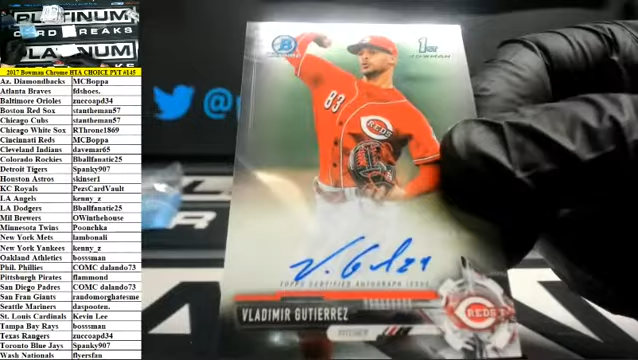 PLATINUM
CARD BREAKS
PLATINUM
2017 Bowman Chrome HTA CHOICE PYT #145
Az. Diamondbacks MCBoppa
Atlanta Braves fdshoes.
Baltimore Orioles zuccoapd34
Boston Red Sox stantheman57
Chicago Cubs stantheman57
Chicago White Sox RThrone1869
Cincinnati Reds MCBoppa
Cleveland Indians davemar65
Colorado Rockies Bballfanatic25
Detroit Tigers Spanky907
Houston Astros skinser1
KC Royals PezsCardVault
LA Angels kenny_z
LA Dodgers Bballfanatic25
Mil Brewers OWinthehouse
Minnesota Twins Poonchka
New York Mets lambonali
New York Yankees kenny_z
Oakland Athletics bosssman
Phil. Phillies COMC dalando73
Pittsburgh Pirates flammond
San Diego Padres COMC dalando73
San Fran Giants randomorghatesme
Seattle Mariners daspooten.
St. Louis Cardinals Kevin Lee
Tampa Bay Rays bosssman
Texas Rangers zuccoapd34
Toronto Blue Jays Spanky907
Wash Nationals flyersfan
@
1st
BOWMAN
83
REDS
TOPPS CERTIFIED AUTOGRAPH ISSUE
VLADIMIR GUTIERREZ
PITCHER
REDS